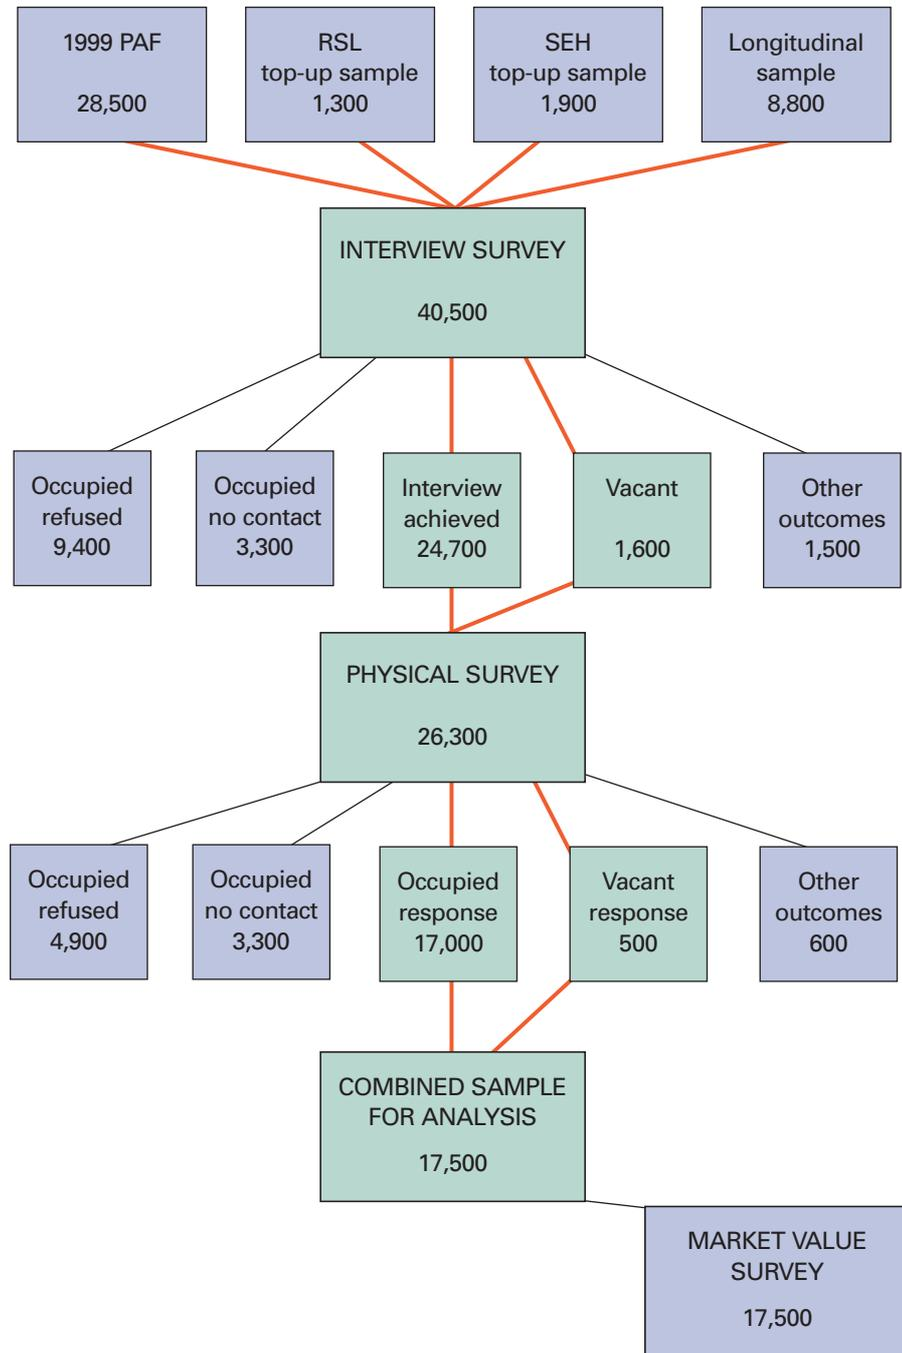 1999 PAF
28,500
RSL
top-up sample
1,300
SEH
top-up sample
1,900
Longitudinal
sample
8,800
INTERVIEW SURVEY
40,500
Occupied
refused
9,400
Occupied
no contact
3,300
Interview
achieved
24,700
Vacant
1,600
Other
outcomes
1,500
PHYSICAL SURVEY
26,300
Occupied
refused
4,900
Occupied
no contact
3,300
Occupied
response
17,000
Vacant
response
500
Other
outcomes
600
COMBINED SAMPLE
FOR ANALYSIS
17,500
MARKET VALUE
SURVEY
17,500